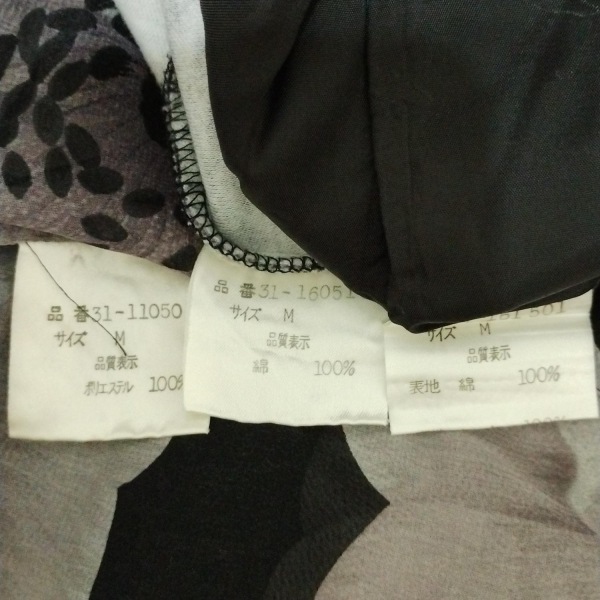 品 番31-11050
サイズ M
品質表示
ポリエステル 100%
品 番31-16051
サイズ M
品質表示
綿 100%
サイズ M
品質表示
表地 綿 100%